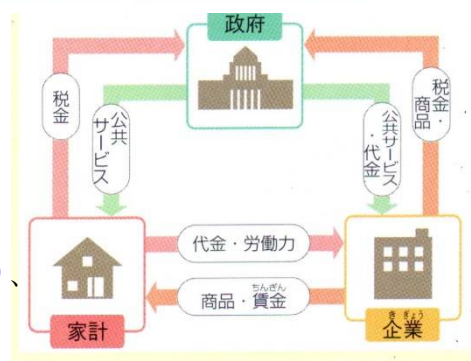 政府
税金
公共
サービス
公共サービス
・代金
税金・
商品
代金・労働力
商品・賃金
ちんぎん
家計
企業
き ぎょう
、